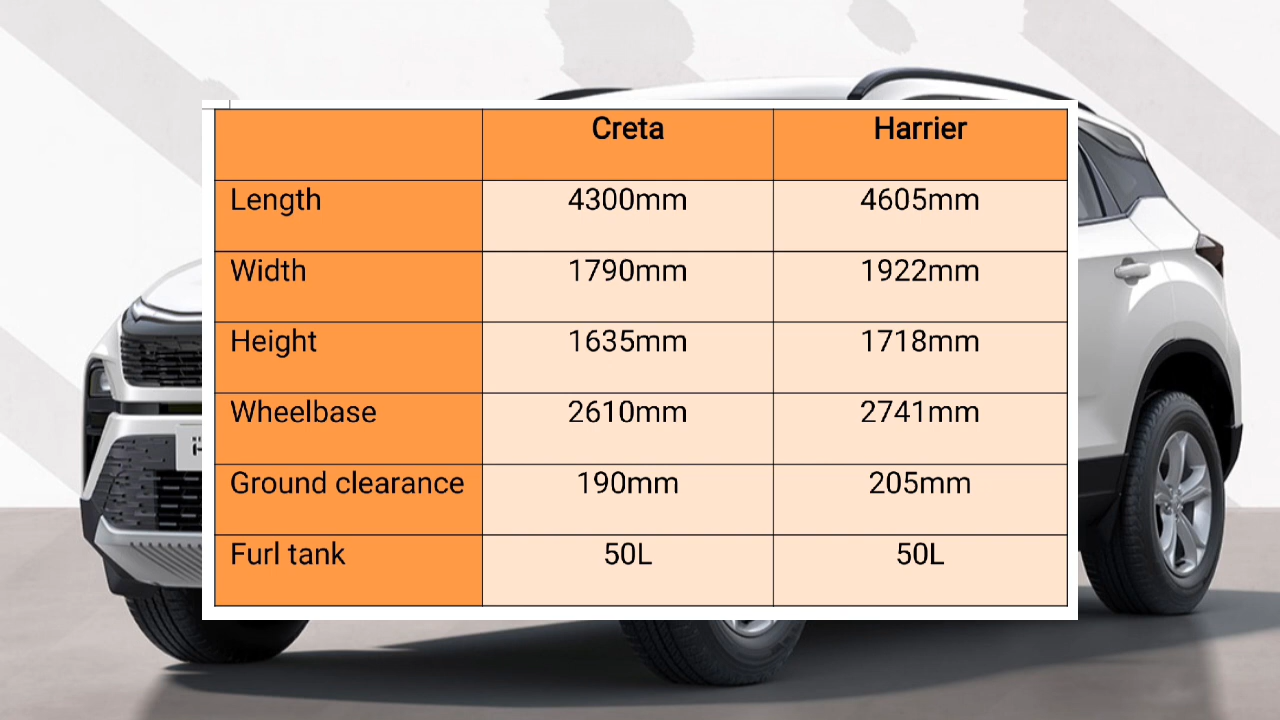 Creta Harrier
Length 4300mm 4605mm
Width 1790mm 1922mm
Height 1635mm 1718mm
Wheelbase 2610mm 2741mm
Ground clearance 190mm 205mm
Furl tank 50L 50L